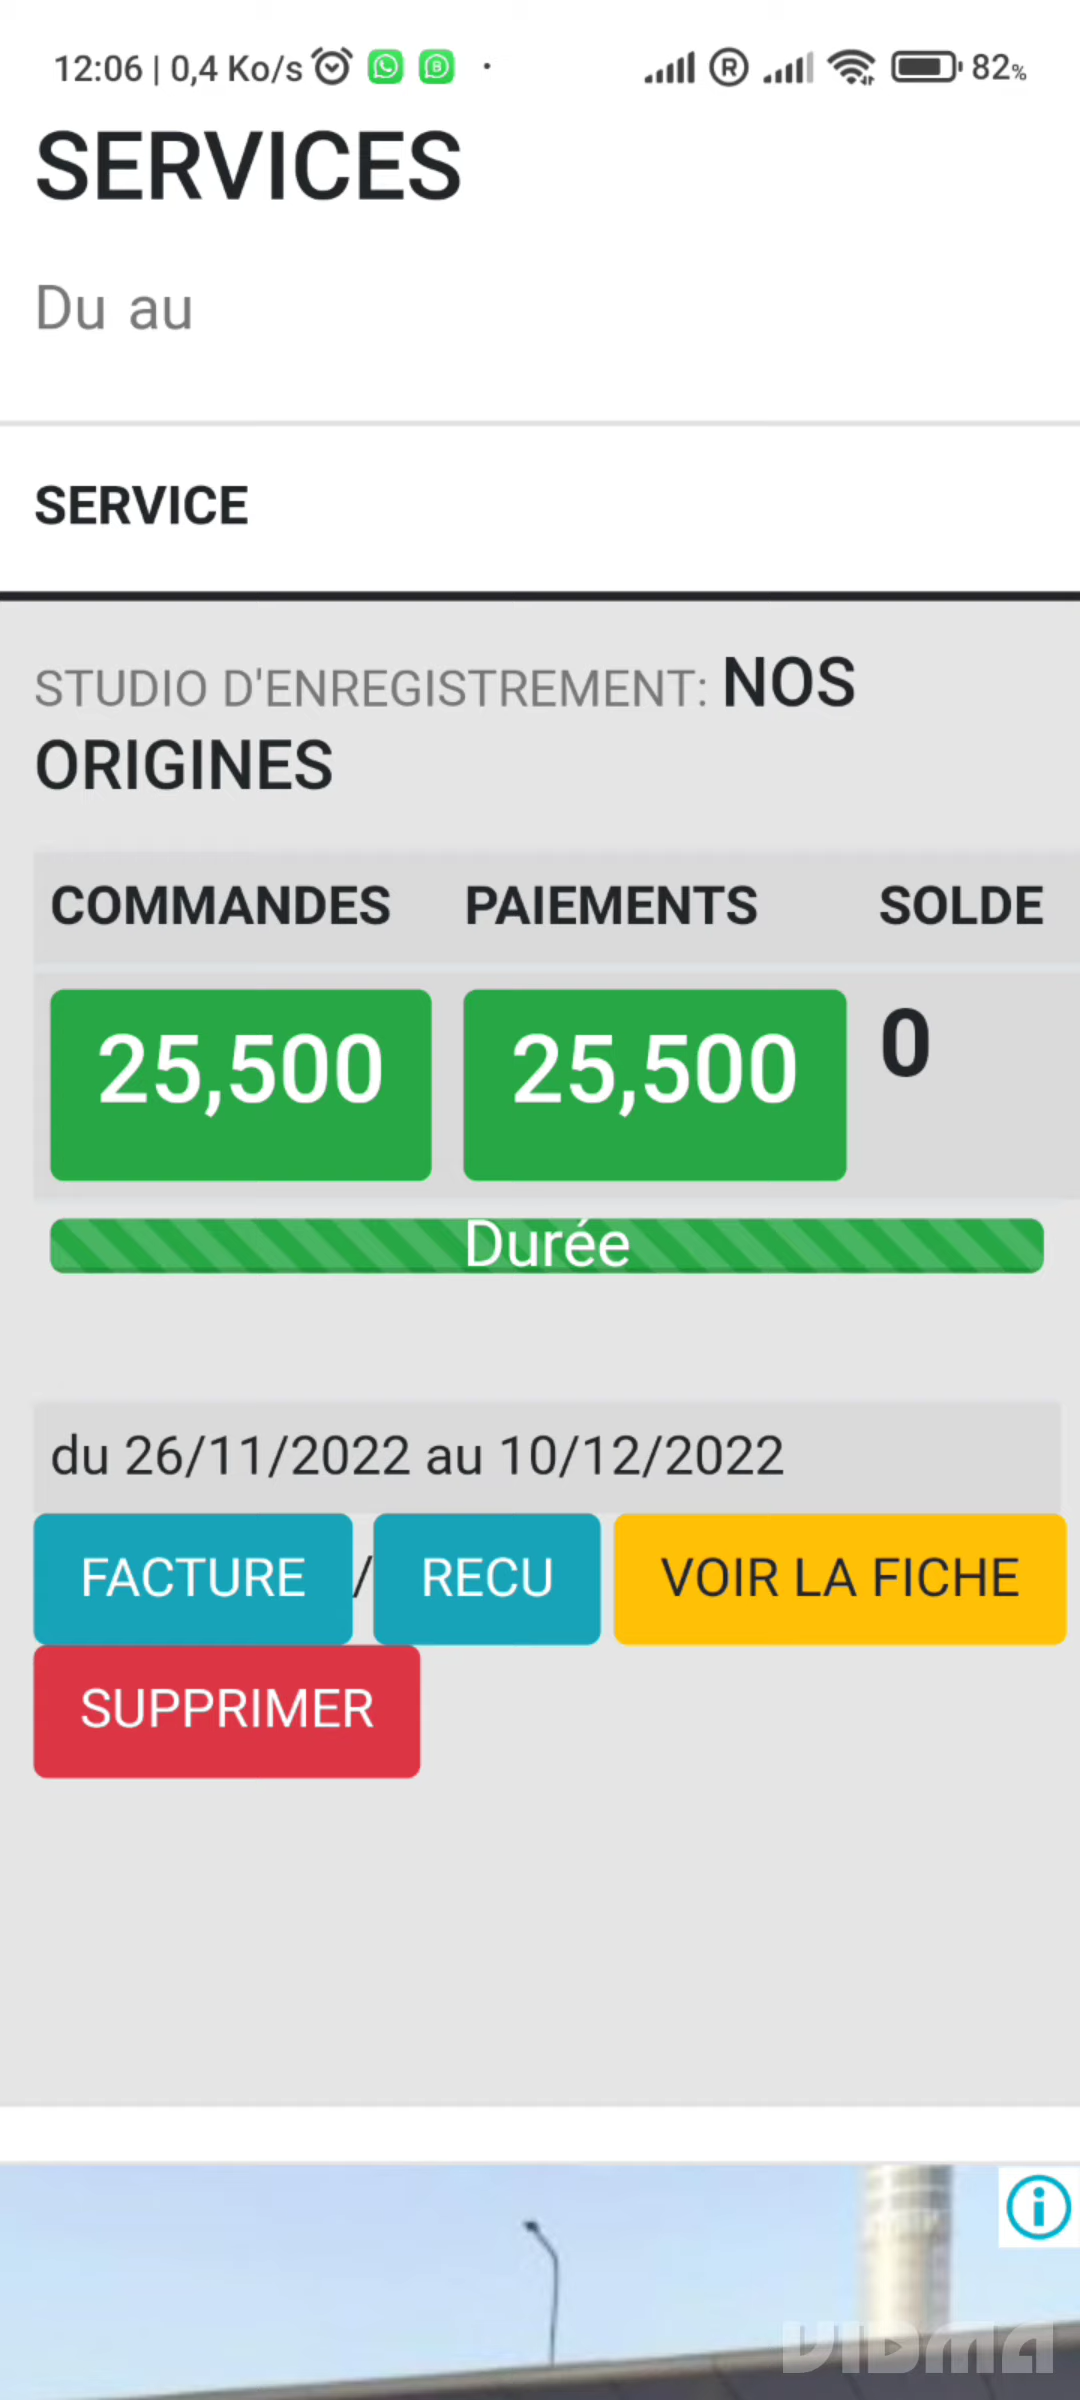 12:06 | 0,4 Ko/s 82%
SERVICES
Du au
SERVICE
STUDIO D'ENREGISTREMENT: NOS
ORIGINES
COMMANDES PAIEMENTS SOLDE
25,500 25,500 0
Durée
du 26/11/2022 au 10/12/2022
FACTURE / RECU VOIR LA FICHE
SUPPRIMER
VIDMA